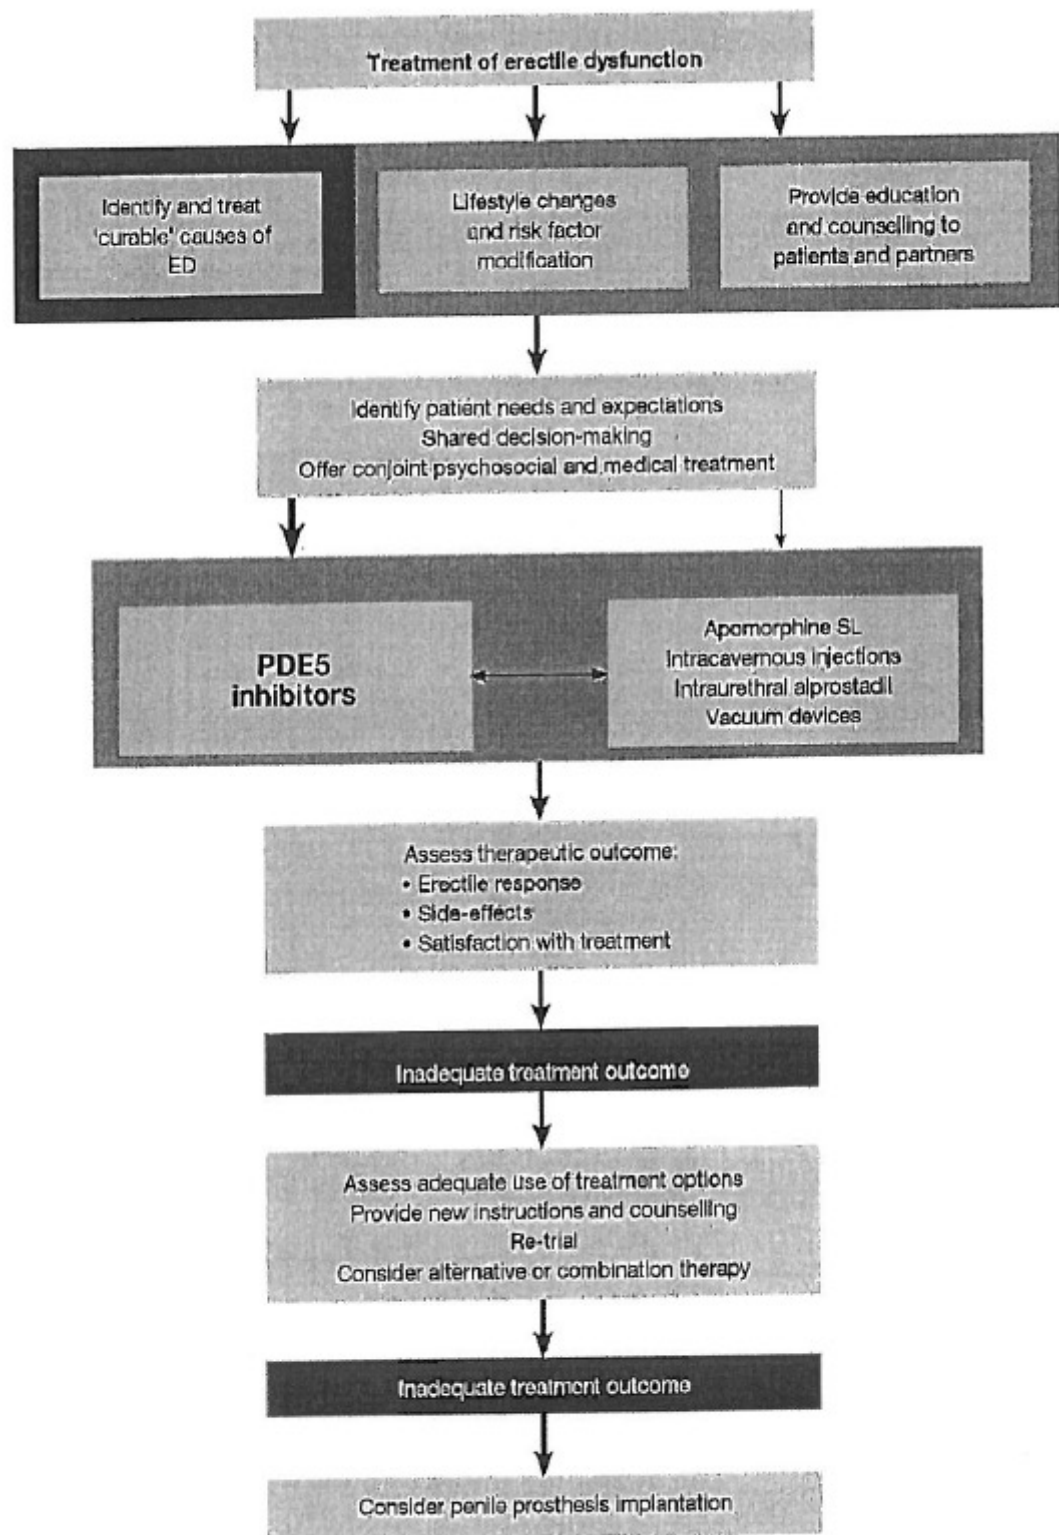 Treatment of erectile dysfunction
Identify and treat
'curable' causes of
ED
Lifestyle changes
and risk factor
modification
Provide education
and counselling to
patients and partners
Identify patient needs and expectations
Shared decision-making
Offer conjoint psychosocial and medical treatment
PDE5
inhibitors
Apomorphine SL
Intracavernous injections
Intraurethral alprostadil
Vacuum devices
Assess therapeutic outcome:
• Erectile response
• Side-effects
• Satisfaction with treatment
Inadequate treatment outcome
Assess adequate use of treatment options
Provide new instructions and counselling
Re-trial
Consider alternative or combination therapy
Inadequate treatment outcome
Consider penile prosthesis implantation